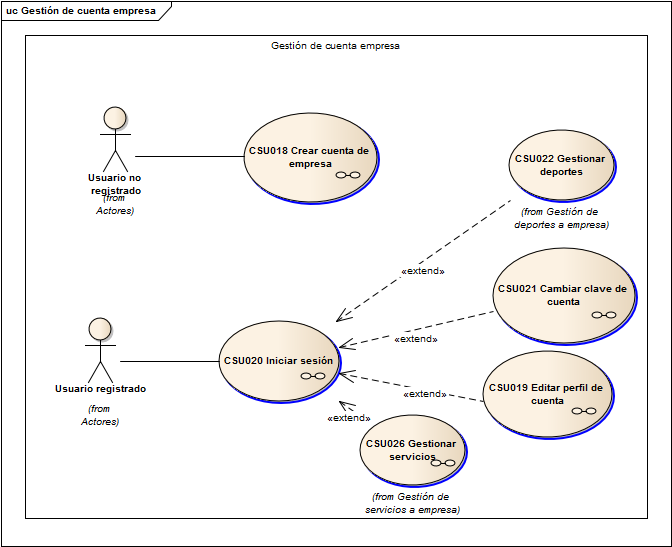 uc Gestión de cuenta empresa
Gestión de cuenta empresa
Usuario no
registrado
(from
Actores)
CSU018 Crear cuenta de
empresa
CSU022 Gestionar
deportes
(from Gestión de
deportes a empresa)
«extend»
CSU021 Cambiar clave de
cuenta
«extend»
Usuario registrado
(from
Actores)
CSU020 Iniciar sesión
CSU019 Editar perfil de
cuenta
«extend»
«extend»
CSU026 Gestionar
servicios
(from Gestión de
servicios a empresa)